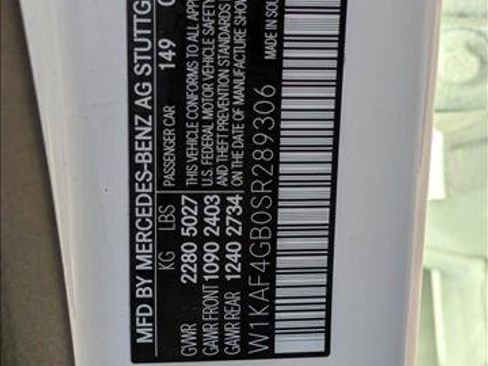 MFD BY MERCEDES-BENZ AG STUTTG
KG LBS
GVWR 2280 5027
GAWR FRONT 1090 2403
GAWR REAR 1240 2734
PASSENGER CAR 149
THIS VEHICLE CONFORMS TO ALL APP
U.S. FEDERAL MOTOR VEHICLE SAFETY
AND THEFT PREVENTION STANDARDS
ON THE DATE OF MANUFACTURE SHOW
W1KAF4GB0SR289306
MADE IN